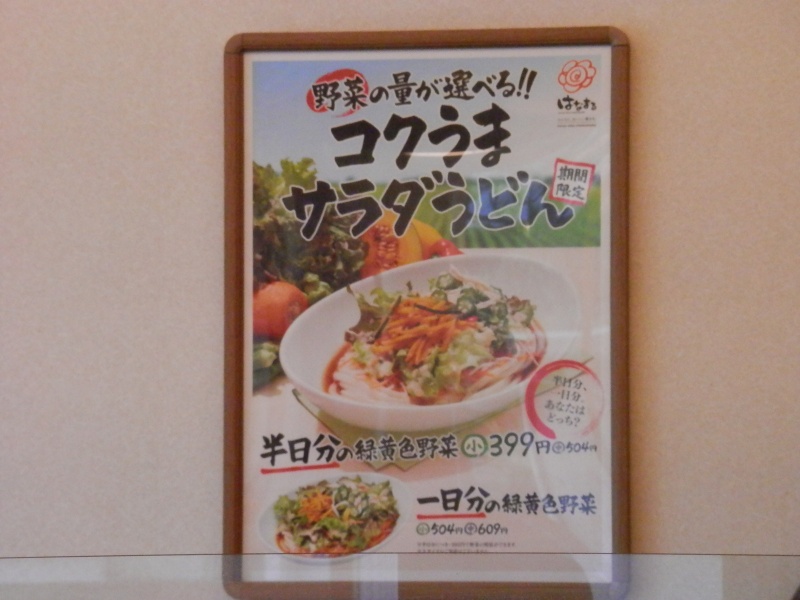 野菜の量が選べる!!
はなまる
コクうま
サラダうどん
期間
限定
半日分、
一日分、
あなたは
どっち?
半日分の緑黄色野菜 小 399円 中 504円
一日分の緑黄色野菜
小 504円 中 609円